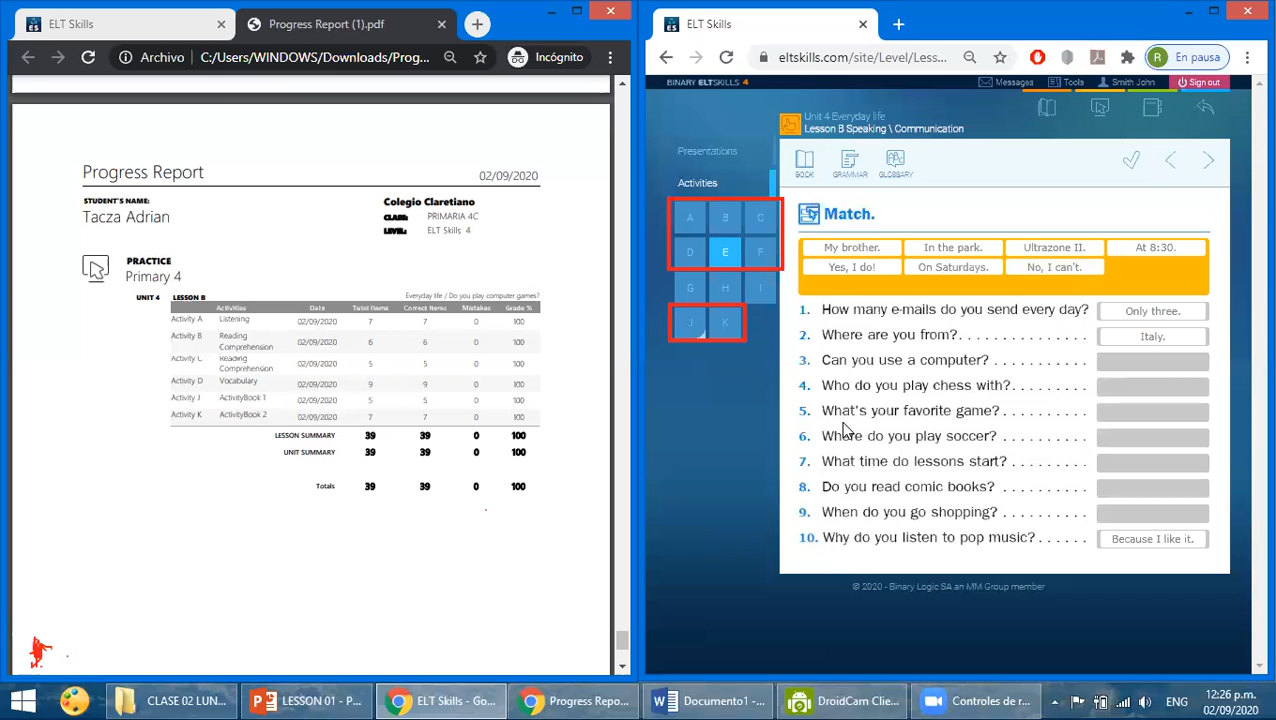 ELT Skills
Progress Report (1).pdf
Archivo
C:/Users/WINDOWS/Downloads/Prog...
Incógnito
Progress Report
02/09/2020
STUDENT'S NAME:
Tacza Adrian
Colegio Claretiano
CLASS: PRIMARIA 4C
LEVEL: ELT Skills 4
PRACTICE
Primary 4
UNIT 4 LESSON B Everyday life / Do you play computer games?
Activities Date Total Items Correct Items Mistakes Grade %
Activity A Listening 02/09/2020 7 7 0 100
Activity B Reading Comprehension 02/09/2020 6 6 0 100
Activity C Reading Comprehension 02/09/2020 5 5 0 100
Activity D Vocabulary 02/09/2020 9 9 0 100
Activity J ActivityBook 1 02/09/2020 5 5 0 100
Activity K ActivityBook 2 02/09/2020 7 7 0 100
LESSON SUMMARY 39 39 0 100
UNIT SUMMARY 39 39 0 100
Totals 39 39 0 100
ELT Skills
eltskills.com/site/Level/Less...
R En pausa
BINARY ELTSKILLS 4
Messages
Tools
Smith John
Sign out
Unit 4 Everyday life
Lesson B Speaking \ Communication
Presentations
Activities
A B C
D E F
G H I
J K
BOOK
GRAMMAR
GLOSSARY
Match.
My brother. In the park. Ultrazone II. At 8:30.
Yes, I do! On Saturdays. No, I can't.
1. How many e-mails do you send every day? Only three.
2. Where are you from? . . . . . . . . . . . . . . . Italy.
3. Can you use a computer? . . . . . . . . . . .
4. Who do you play chess with? . . . . . . . .
5. What's your favorite game? . . . . . . . . . .
6. Where do you play soccer? . . . . . . . . . .
7. What time do lessons start? . . . . . . . . .
8. Do you read comic books? . . . . . . . . . .
9. When do you go shopping? . . . . . . . . . .
10. Why do you listen to pop music? . . . . . . Because I like it.
© 2020 - Binary Logic SA an MM Group member
CLASE 02 LUN...
LESSON 01 - P...
ELT Skills - Go...
Progress Repo...
Documento1 -...
DroidCam Clie...
Controles de r...
ENG
12:26 p.m.
02/09/2020